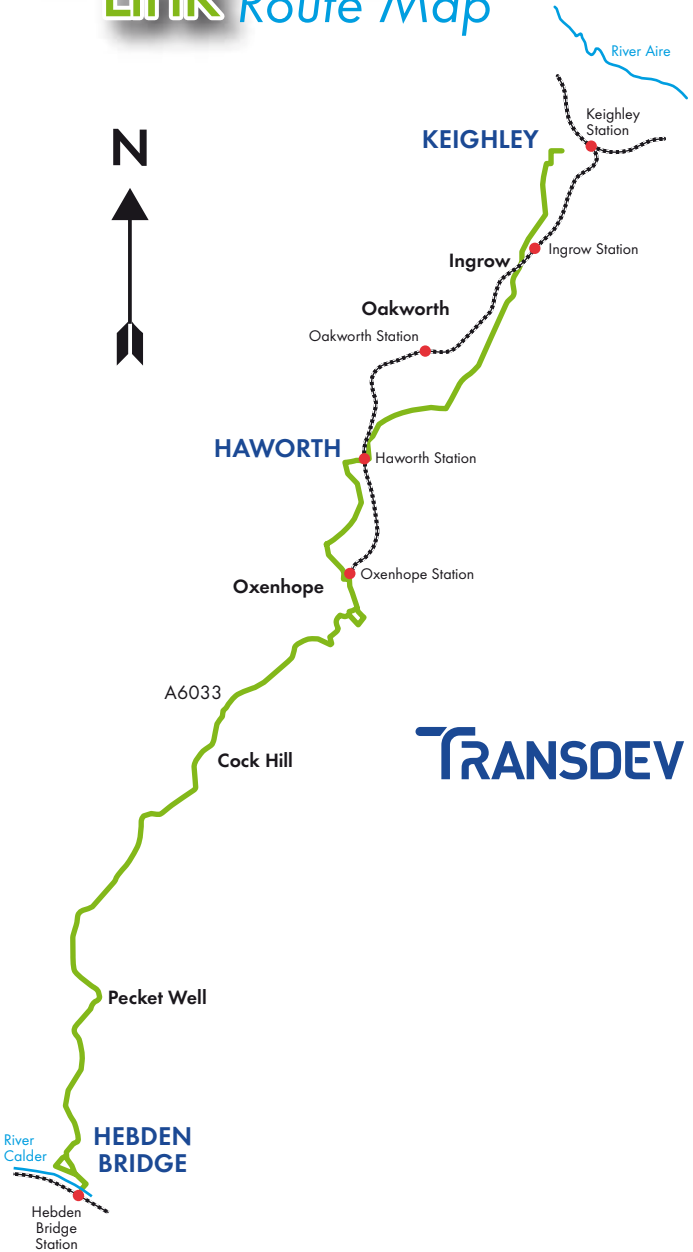 Link Route Map
River Aire
Keighley
Station
KEIGHLEY
N
Ingrow Station
Ingrow
Oakworth
Oakworth Station
HAWORTH
Haworth Station
Oxenhope Station
Oxenhope
A6033
TRANSDEV
Cock Hill
Pecket Well
HEBDEN
BRIDGE
River
Calder
Hebden
Bridge
Station